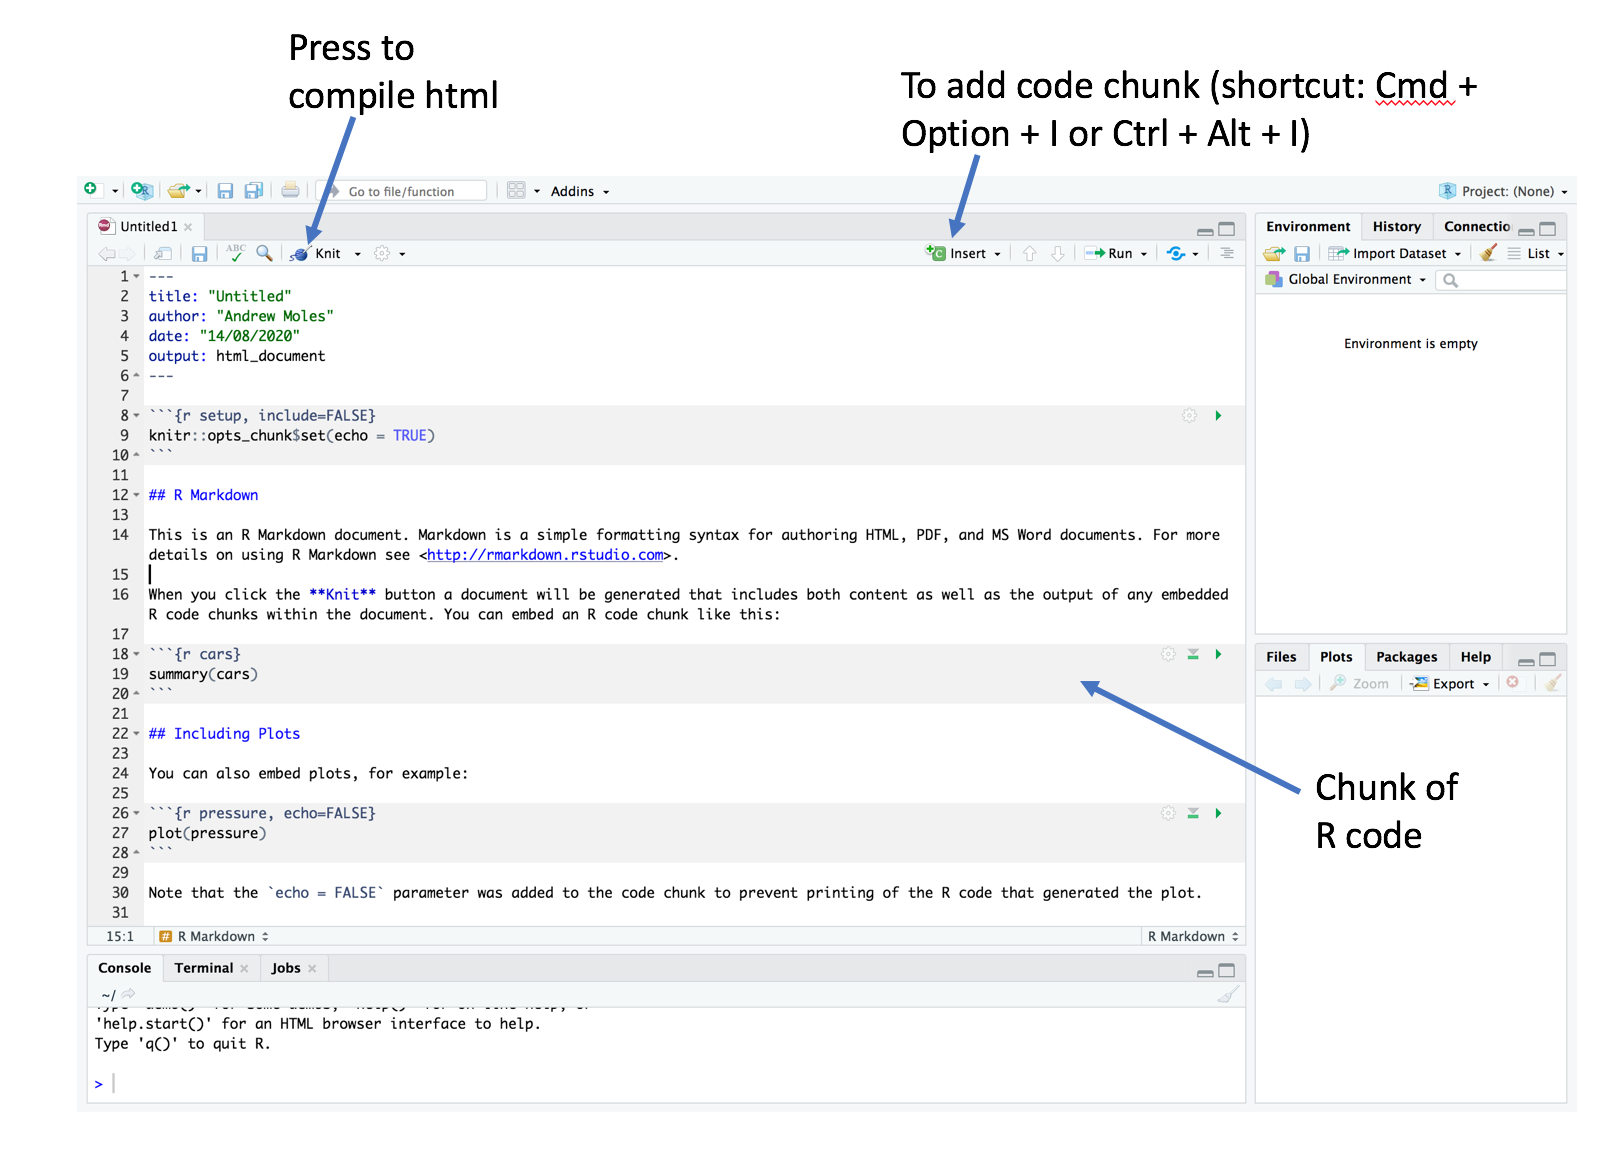 Press to
compile html
To add code chunk (shortcut: Cmd +
Option + I or Ctrl + Alt + I)
Go to file/function
Addins
Project: (None)
Untitled1
ABC
Knit
Insert
Run
1 ---
2 title: "Untitled"
3 author: "Andrew Moles"
4 date: "14/08/2020"
5 output: html_document
6 ---
7
8 ```{r setup, include=FALSE}
9 knitr::opts_chunk$set(echo = TRUE)
10 ```
11
12 ## R Markdown
13
14 This is an R Markdown document. Markdown is a simple formatting syntax for authoring HTML, PDF, and MS Word documents. For more
details on using R Markdown see <http://rmarkdown.rstudio.com>.
15
16 When you click the **Knit** button a document will be generated that includes both content as well as the output of any embedded
R code chunks within the document. You can embed an R code chunk like this:
17
18 ```{r cars}
19 summary(cars)
20 ```
21
22 ## Including Plots
23
24 You can also embed plots, for example:
25
26 ```{r pressure, echo=FALSE}
27 plot(pressure)
28 ```
29
30 Note that the `echo = FALSE` parameter was added to the code chunk to prevent printing of the R code that generated the plot.
31
15:1 # R Markdown R Markdown
Console Terminal Jobs
~/
'help.start()' for an HTML browser interface to help.
Type 'q()' to quit R.
>
Environment History Connectio
Import Dataset List
Global Environment
Environment is empty
Files Plots Packages Help
Zoom Export
Chunk of
R code